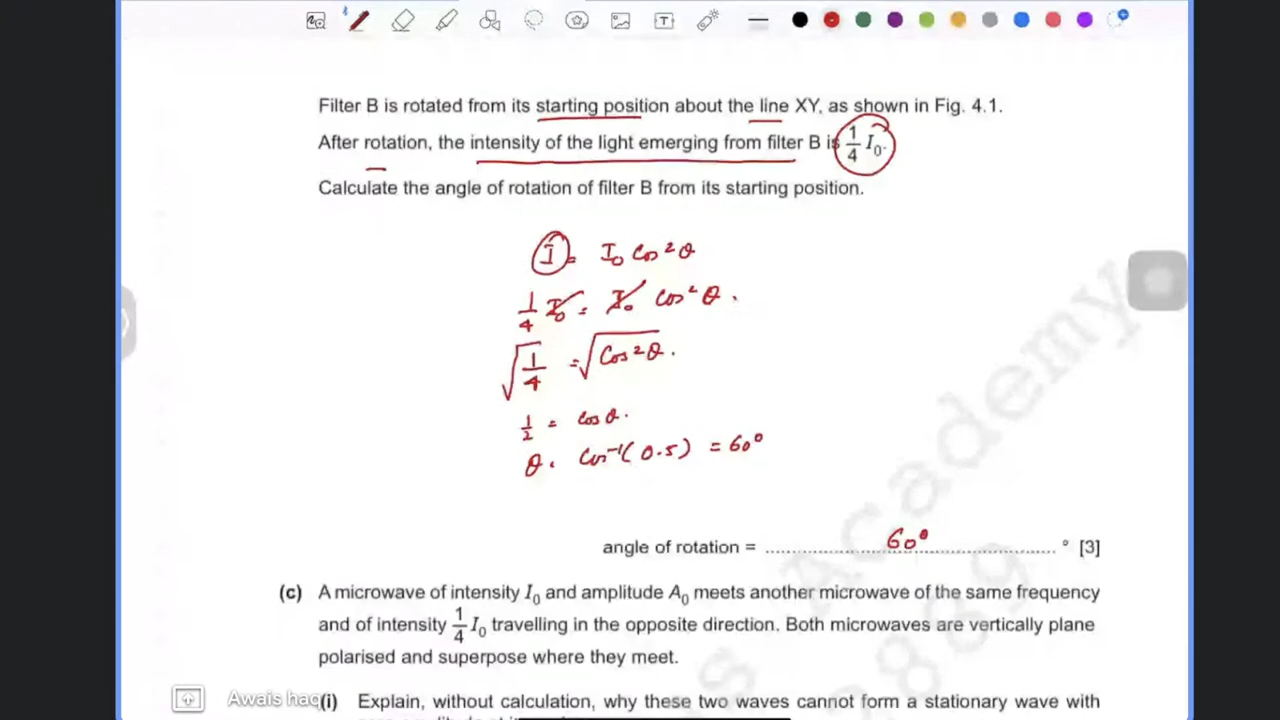 Filter B is rotated from its starting position about the line XY, as shown in Fig. 4.1.
After rotation, the intensity of the light emerging from filter B is 1/4 I₀.
Calculate the angle of rotation of filter B from its starting position.
I = I₀ cos²θ
1/4 I₀ = I₀ cos²θ.
√(1/4) = √(cos²θ).
1/2 = cosθ.
θ = cos⁻¹(0.5) = 60°
angle of rotation = .......... 60° .......... ° [3]
(c) A microwave of intensity I₀ and amplitude A₀ meets another microwave of the same frequency
and of intensity 1/4 I₀ travelling in the opposite direction. Both microwaves are vertically plane
polarised and superpose where they meet.
Awais haq
(i) Explain, without calculation, why these two waves cannot form a stationary wave with
Academy